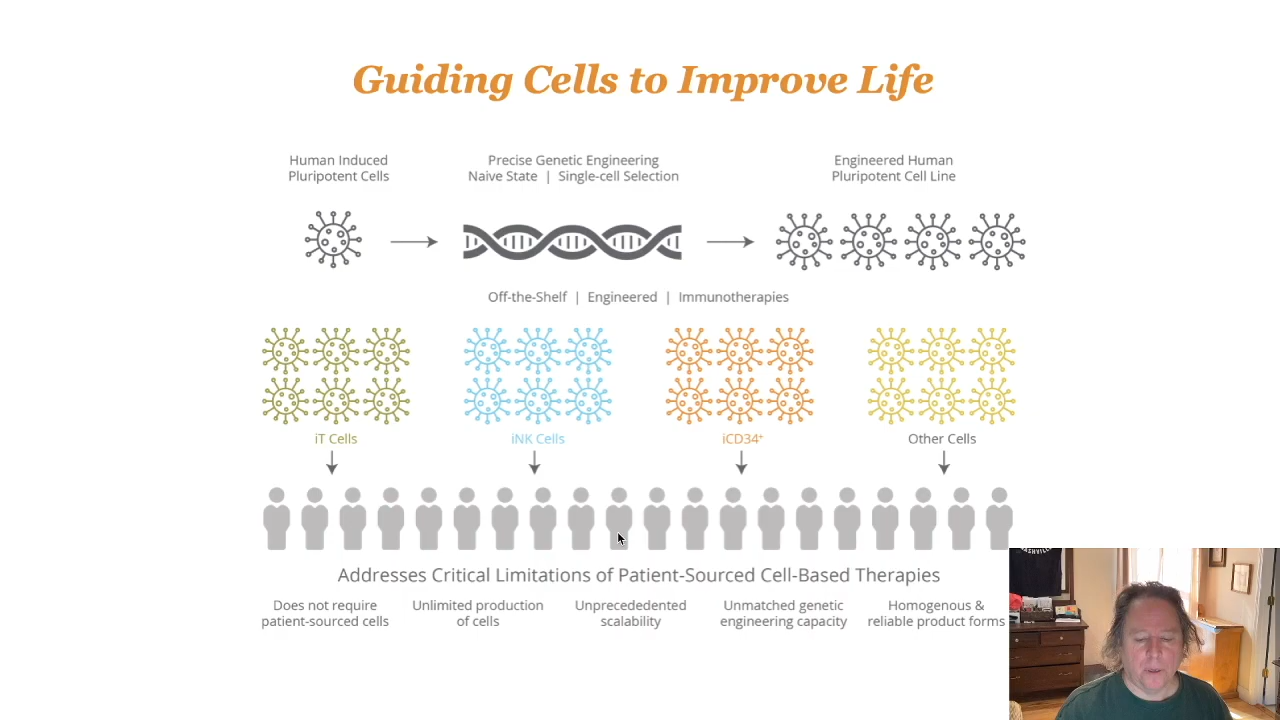 Guiding Cells to Improve Life
Human Induced
Pluripotent Cells
Precise Genetic Engineering
Naive State | Single-cell Selection
Engineered Human
Pluripotent Cell Line
Off-the-Shelf | Engineered | Immunotherapies
iT Cells
iNK Cells
iCD34+
Other Cells
Addresses Critical Limitations of Patient-Sourced Cell-Based Therapies
Does not require
patient-sourced cells
Unlimited production
of cells
Unprecededented
scalability
Unmatched genetic
engineering capacity
Homogenous &
reliable product forms
NASHVILLE